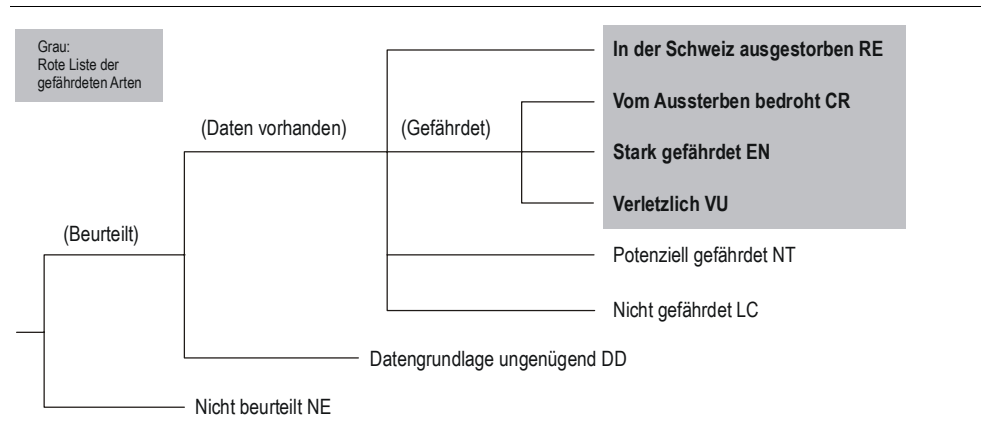 Grau:
Rote Liste der
gefährdeten Arten
In der Schweiz ausgestorben RE
Vom Aussterben bedroht CR
(Daten vorhanden)
(Gefährdet)
Stark gefährdet EN
Verletzlich VU
(Beurteilt)
Potenziell gefährdet NT
Nicht gefährdet LC
Datengrundlage ungenügend DD
Nicht beurteilt NE